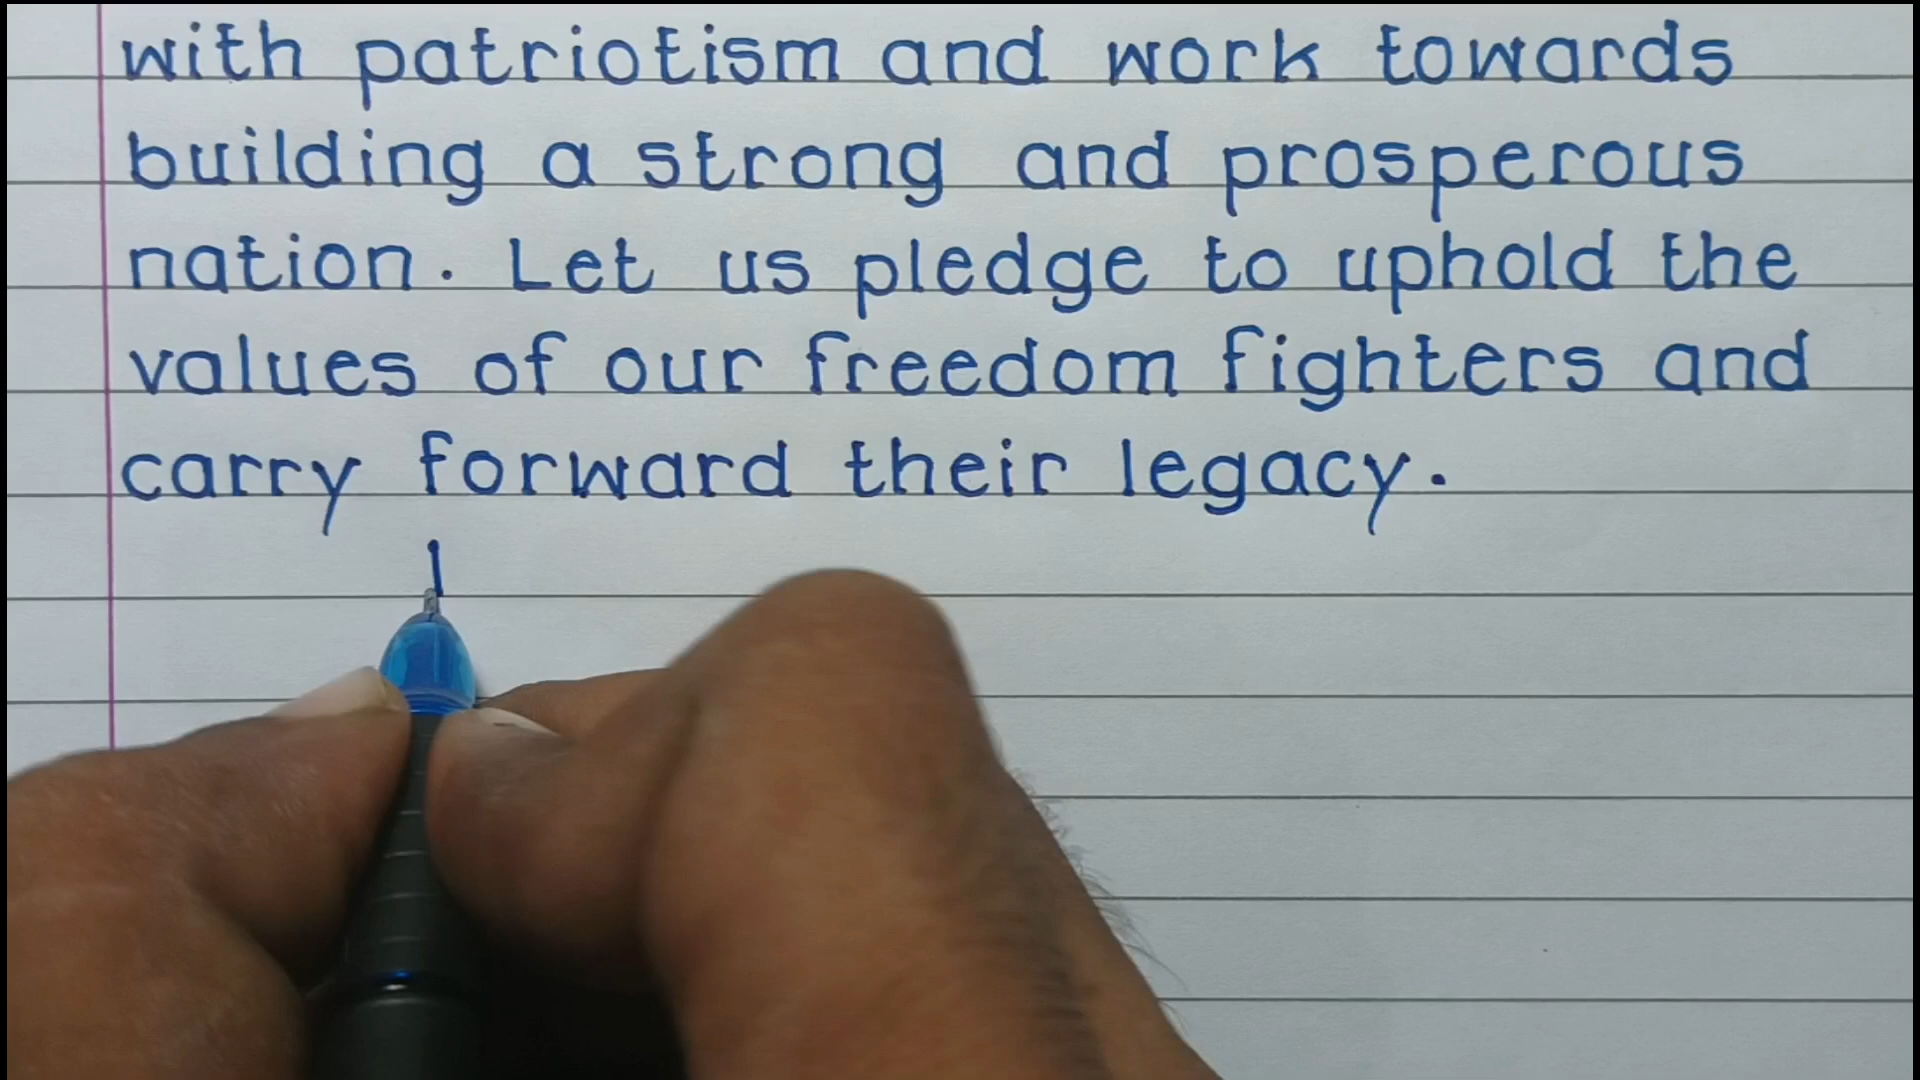 with patriotism and work towards
building a strong and prosperous
nation. Let us pledge to uphold the
values of our freedom fighters and
carry forward their legacy.